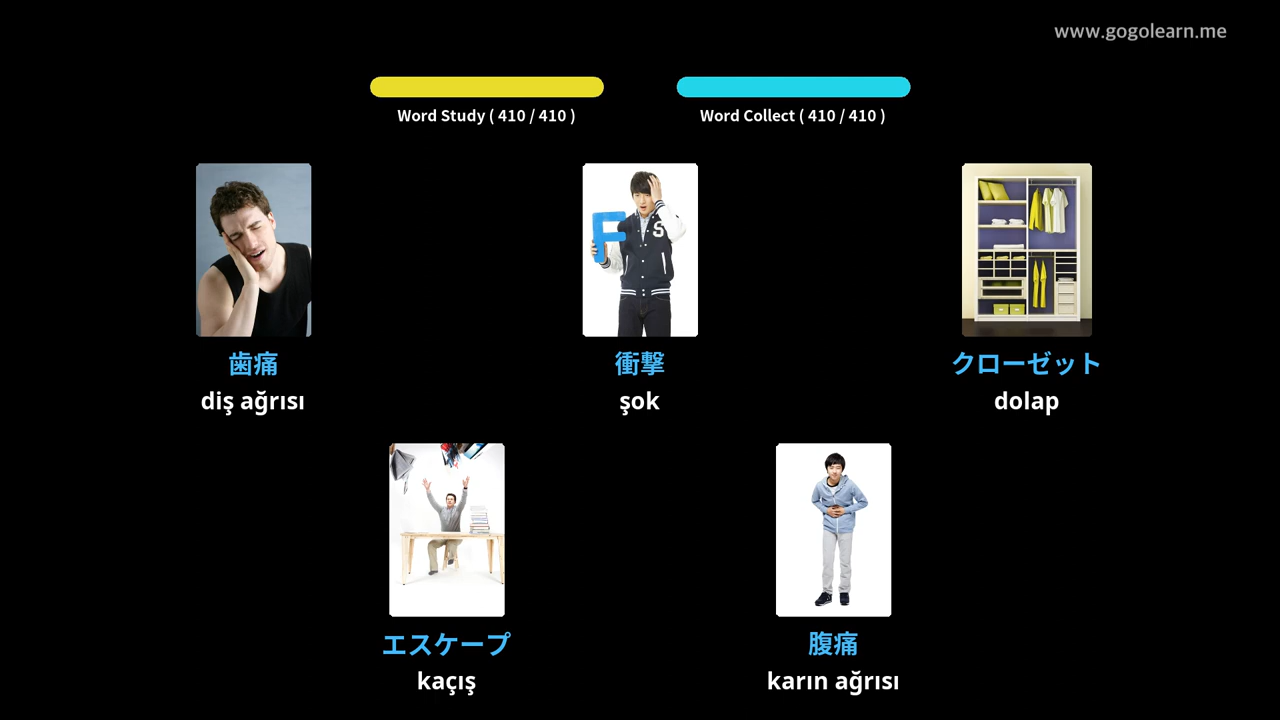 www.gogolearn.me
Word Study ( 410 / 410 )
Word Collect ( 410 / 410 )
F
S
歯痛
diş ağrısı
衝撃
şok
クローゼット
dolap
エスケープ
kaçış
腹痛
karın ağrısı